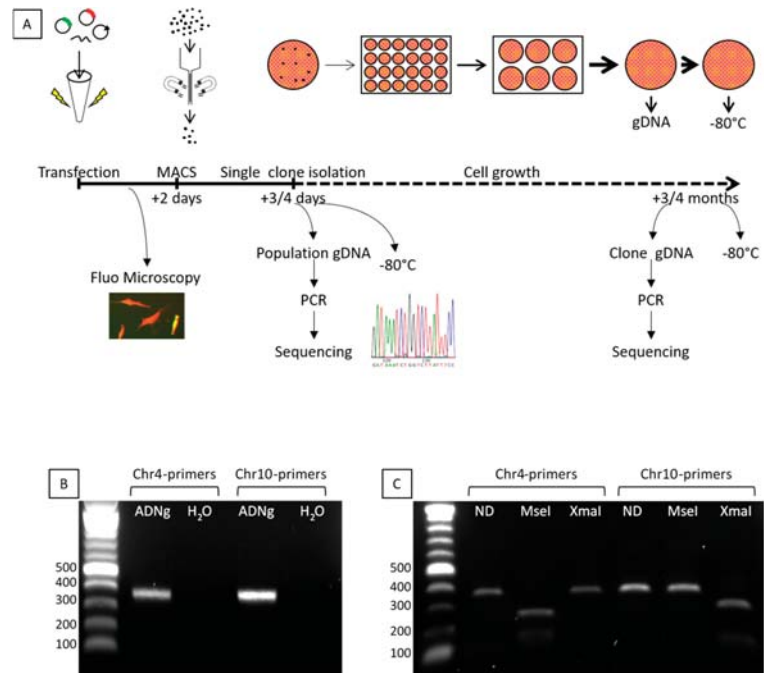 A
gDNA
-80°C
Transfection
MACS
Single clone isolation
Cell growth
+2 days
+3/4 days
+3/4 months
Fluo Microscopy
Population gDNA
-80°C
Clone gDNA
-80°C
PCR
PCR
Sequencing
Sequencing
B
Chr4-primers
Chr10-primers
ADNg
H2O
ADNg
H2O
500
400
300
200
100
C
Chr4-primers
Chr10-primers
ND
MseI
XmaI
ND
MseI
XmaI
500
400
300
200
100